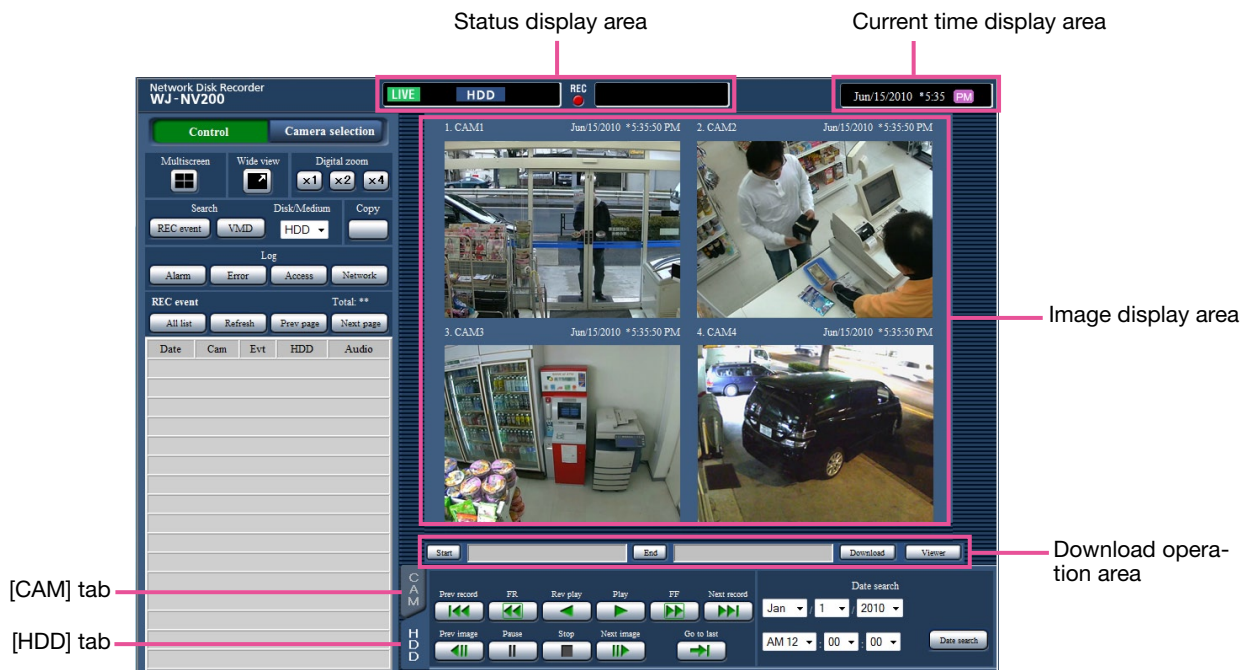 Status display area
Current time display area
Network Disk Recorder
WJ-NV200
LIVE HDD REC
Jun/15/2010 *5:35 PM
Control Camera selection
Multiscreen Wide view Digital zoom
×1 ×2 ×4
Search Disk/Medium Copy
REC event VMD HDD
Log
Alarm Error Access Network
REC event Total: **
All list Refresh Prev page Next page
Date Cam Evt HDD Audio
1. CAM1 Jun/15/2010 *5:35:50 PM
2. CAM2 Jun/15/2010 *5:35:50 PM
3. CAM3 Jun/15/2010 *5:35:50 PM
4. CAM4 Jun/15/2010 *5:35:50 PM
Image display area
Start End Download Viewer
Download opera-
tion area
[CAM] tab
[HDD] tab
CAM
HDD
Prev record FR Rev play Play FF Next record
Prev image Pause Stop Next image Go to last
Date search
Jan / 1 / 2010
AM 12 : 00 : 00 Date search